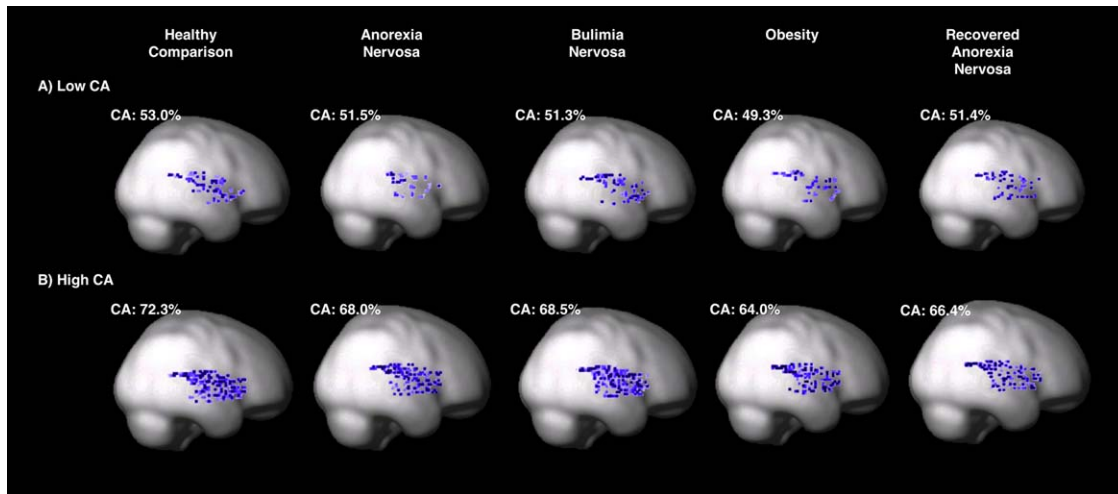 Healthy
Comparison
Anorexia
Nervosa
Bulimia
Nervosa
Obesity
Recovered
Anorexia
Nervosa
A) Low CA
CA: 53.0%
CA: 51.5%
CA: 51.3%
CA: 49.3%
CA: 51.4%
B) High CA
CA: 72.3%
CA: 68.0%
CA: 68.5%
CA: 64.0%
CA: 66.4%